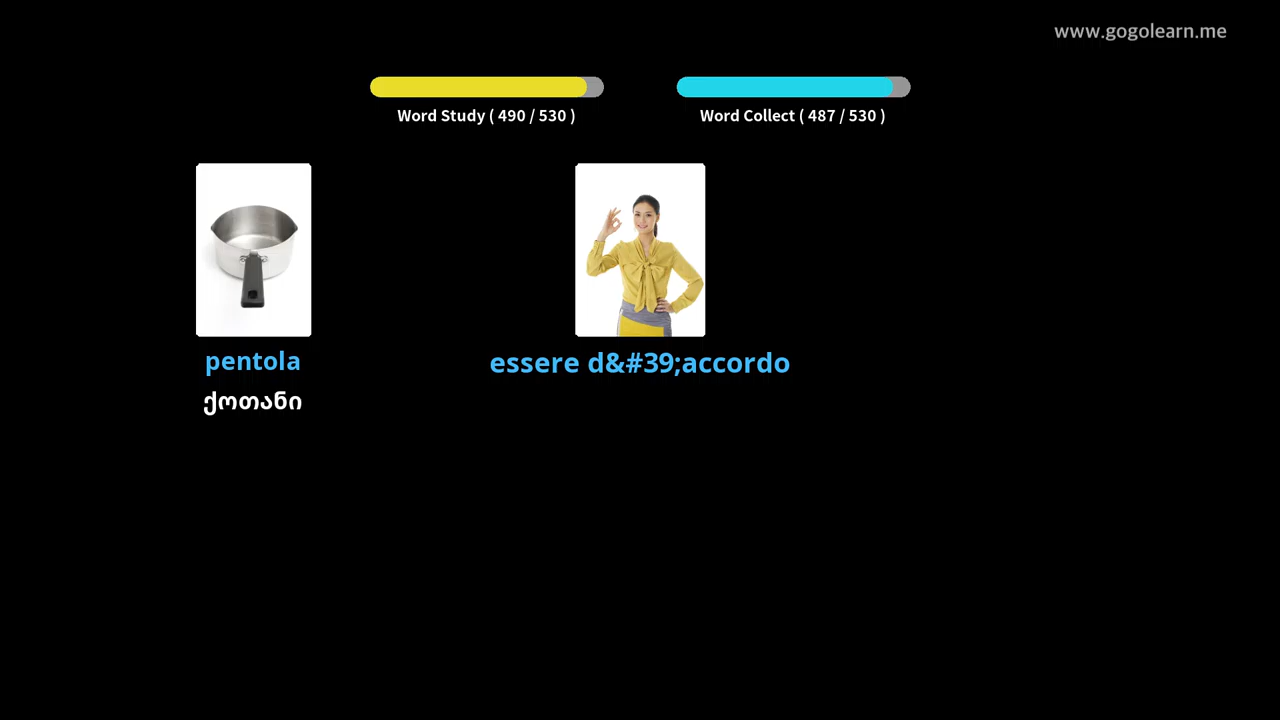 www.gogolearn.me
Word Study ( 490 / 530 )
Word Collect ( 487 / 530 )
pentola
ქოთანი
essere d&#39;accordo